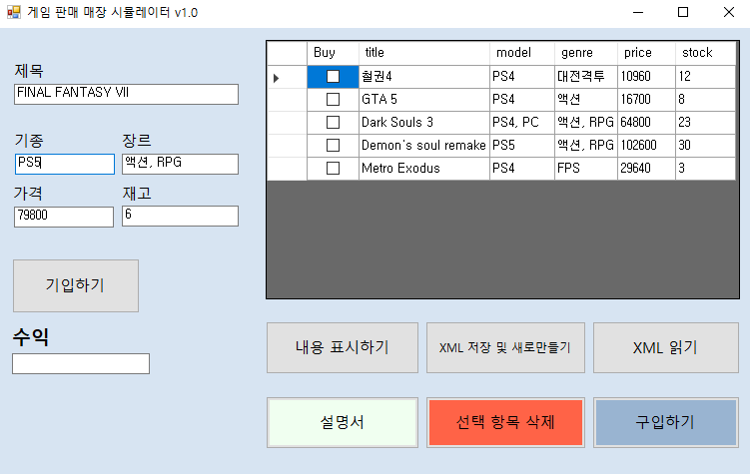 게임 판매 매장 시뮬레이터 v1.0
제목
FINAL FANTASY VII
기종 장르
PS5 액션, RPG
가격 재고
79800 6
기입하기
수익
Buy title model genre price stock
철권4 PS4 대전격투 10960 12
GTA 5 PS4 액션 16700 8
Dark Souls 3 PS4, PC 액션, RPG 64800 23
Demon's soul remake PS5 액션, RPG 102600 30
Metro Exodus PS4 FPS 29640 3
내용 표시하기 XML 저장 및 새로만들기 XML 읽기
설명서 선택 항목 삭제 구입하기